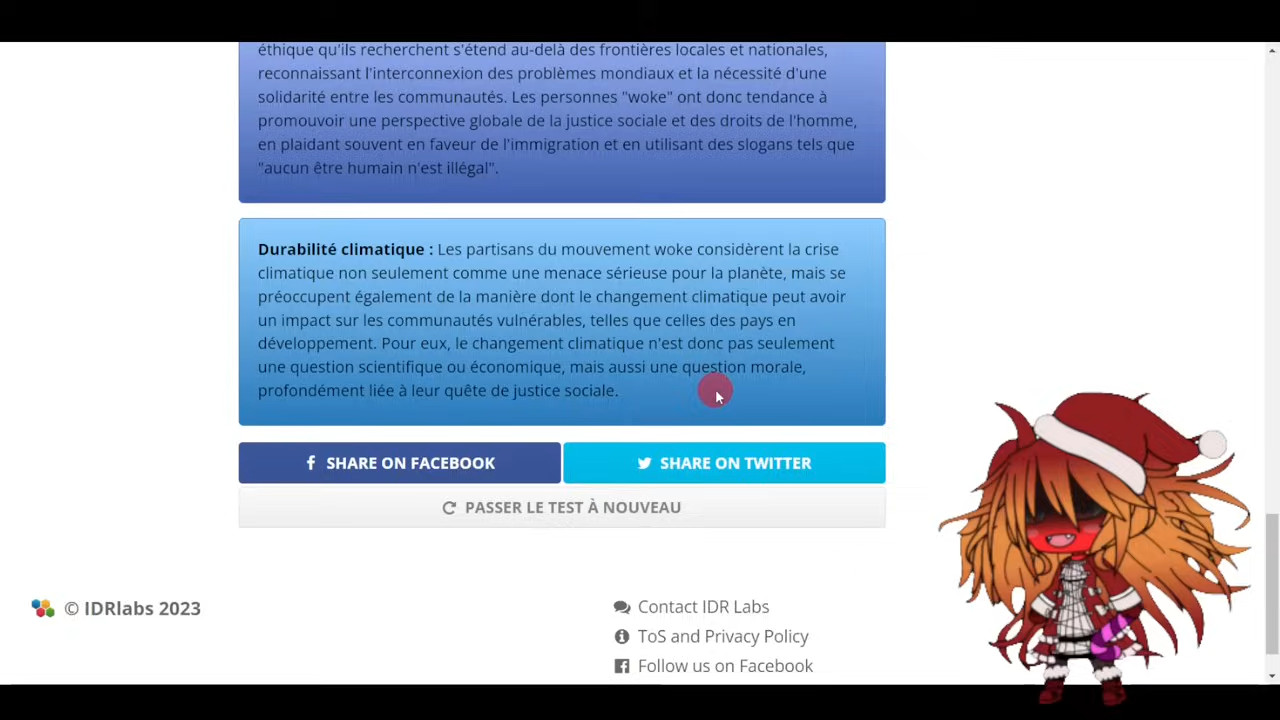 éthique qu'ils recherchent s'étend au-delà des frontières locales et nationales,
reconnaissant l'interconnexion des problèmes mondiaux et la nécessité d'une
solidarité entre les communautés. Les personnes "woke" ont donc tendance à
promouvoir une perspective globale de la justice sociale et des droits de l'homme,
en plaidant souvent en faveur de l'immigration et en utilisant des slogans tels que
"aucun être humain n'est illégal".
Durabilité climatique : Les partisans du mouvement woke considèrent la crise
climatique non seulement comme une menace sérieuse pour la planète, mais se
préoccupent également de la manière dont le changement climatique peut avoir
un impact sur les communautés vulnérables, telles que celles des pays en
développement. Pour eux, le changement climatique n'est donc pas seulement
une question scientifique ou économique, mais aussi une question morale,
profondément liée à leur quête de justice sociale.
SHARE ON FACEBOOK
SHARE ON TWITTER
PASSER LE TEST À NOUVEAU
© IDRlabs 2023
Contact IDR Labs
ToS and Privacy Policy
Follow us on Facebook